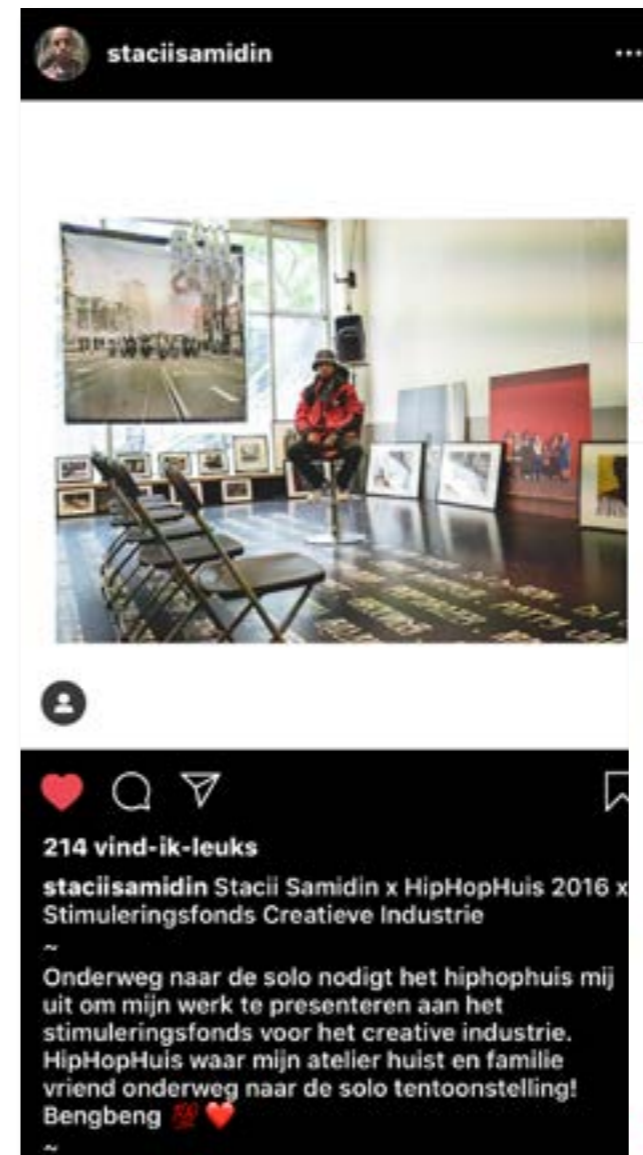 staciisamidin
214 vind-ik-leuks
staciisamidin Stacii Samidin x HipHopHuis 2016 x
Stimuleringsfonds Creatieve Industrie
~
Onderweg naar de solo nodigt het hiphophuis mij
uit om mijn werk te presenteren aan het
stimuleringsfonds voor het creative industrie.
HipHopHuis waar mijn atelier huist en familie
vriend onderweg naar de solo tentoonstelling!
Bengbeng 💯 ❤️
~